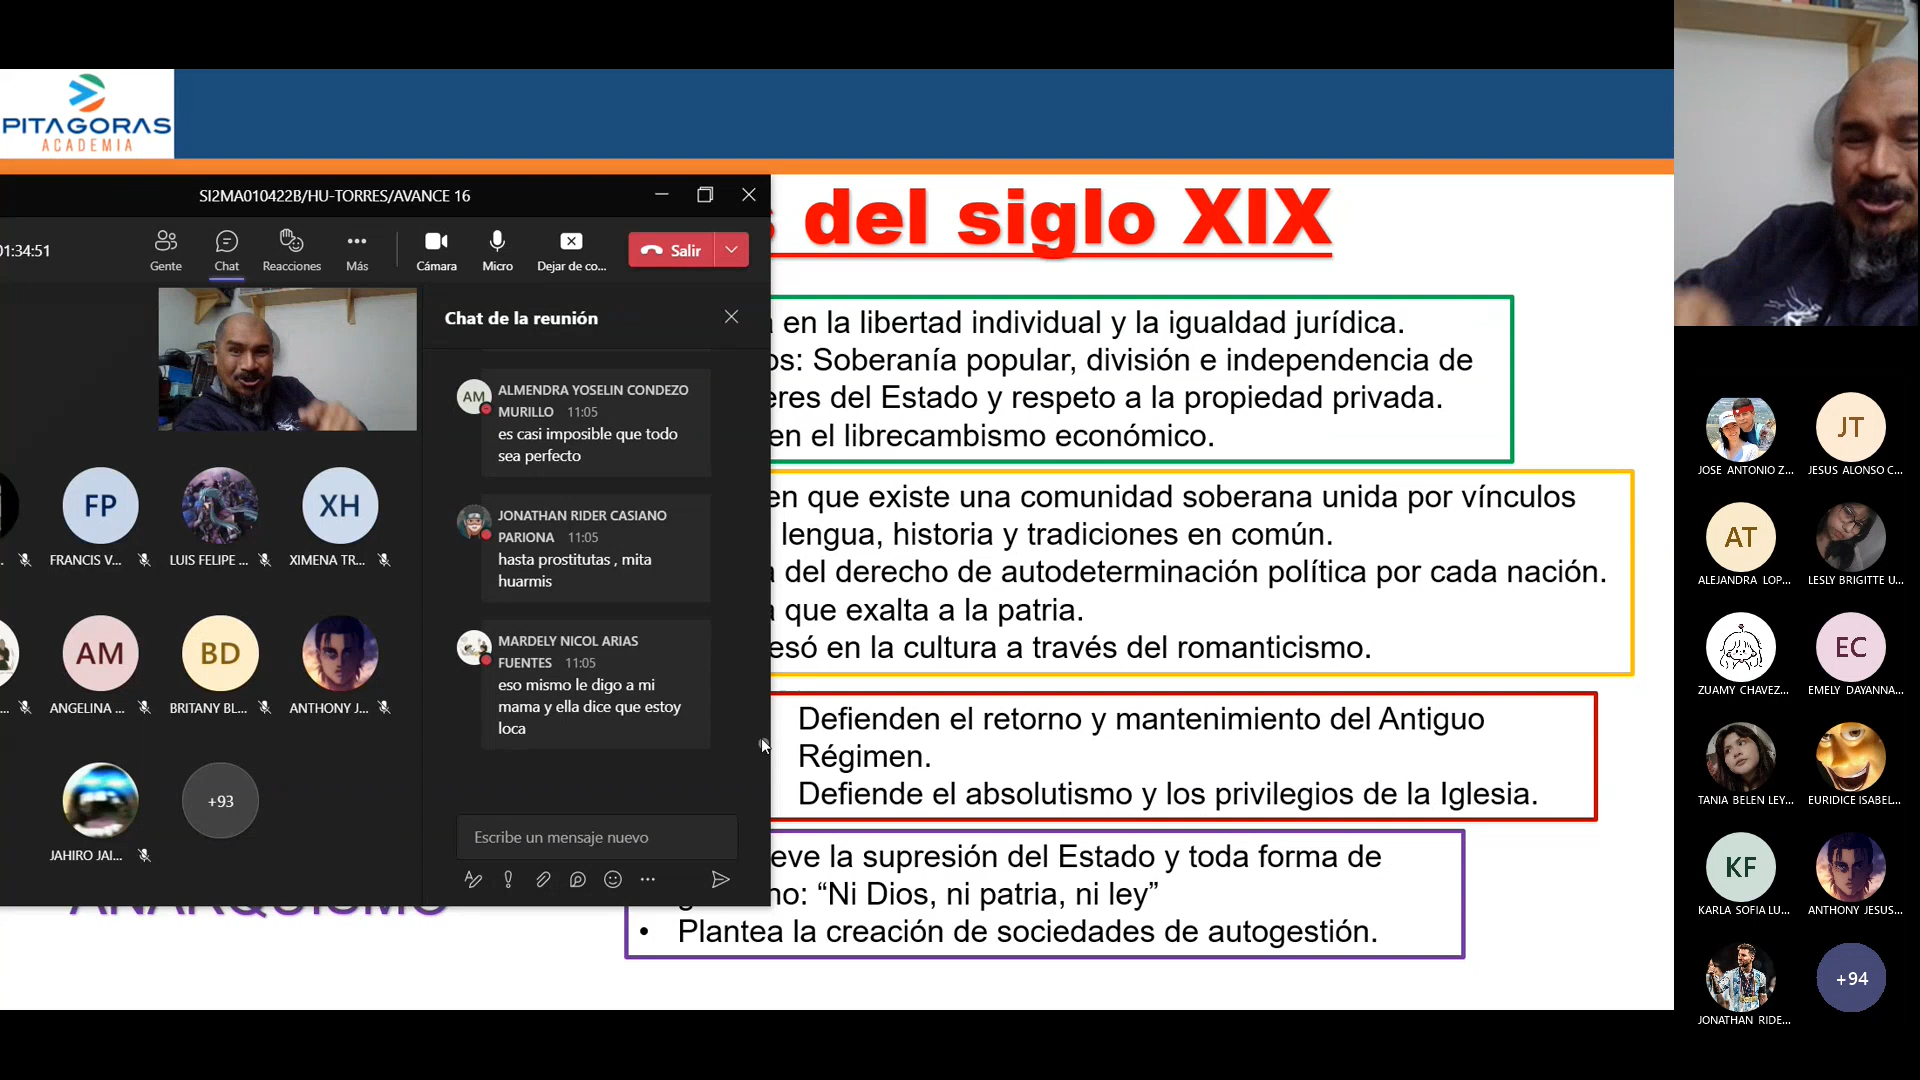 PITAGORAS
ACADEMIA
SI2MA010422B/HU-TORRES/AVANCE 16
01:34:51
Gente
Chat
Reacciones
Más
Cámara
Micro
Dejar de co...
Salir
del siglo XIX
Chat de la reunión
ALMENDRA YOSELIN CONDEZO
MURILLO 11:05
es casi imposible que todo
sea perfecto
JONATHAN RIDER CASIANO
PARIONA 11:05
hasta prostitutas , mita
huarmis
MARDELY NICOL ARIAS
FUENTES 11:05
eso mismo le digo a mi
mama y ella dice que estoy
loca
Escribe un mensaje nuevo
AM
FP
XH
FRANCIS V...
LUIS FELIPE ...
XIMENA TR...
AM
BD
ANGELINA ...
BRITANY BL...
ANTHONY J...
+93
JAHIRO JAI...
en la libertad individual y la igualdad jurídica.
os: Soberanía popular, división e independencia de
eres del Estado y respeto a la propiedad privada.
en el librecambismo económico.
en que existe una comunidad soberana unida por vínculos
lengua, historia y tradiciones en común.
del derecho de autodeterminación política por cada nación.
que exalta a la patria.
esó en la cultura a través del romanticismo.
Defienden el retorno y mantenimiento del Antiguo
Régimen.
Defiende el absolutismo y los privilegios de la Iglesia.
ANARQUISMO
eve la supresión del Estado y toda forma de
no: “Ni Dios, ni patria, ni ley”
• Plantea la creación de sociedades de autogestión.
JT
JOSE ANTONIO Z...
JESUS ALONSO C...
AT
ALEJANDRA LOP...
LESLY BRIGITTE U...
EC
ZUAMY CHAVEZ...
EMELY DAYANNA...
TANIA BELEN LEY...
EURIDICE ISABEL...
KF
KARLA SOFIA LU...
ANTHONY JESUS...
+94
JONATHAN RIDE...